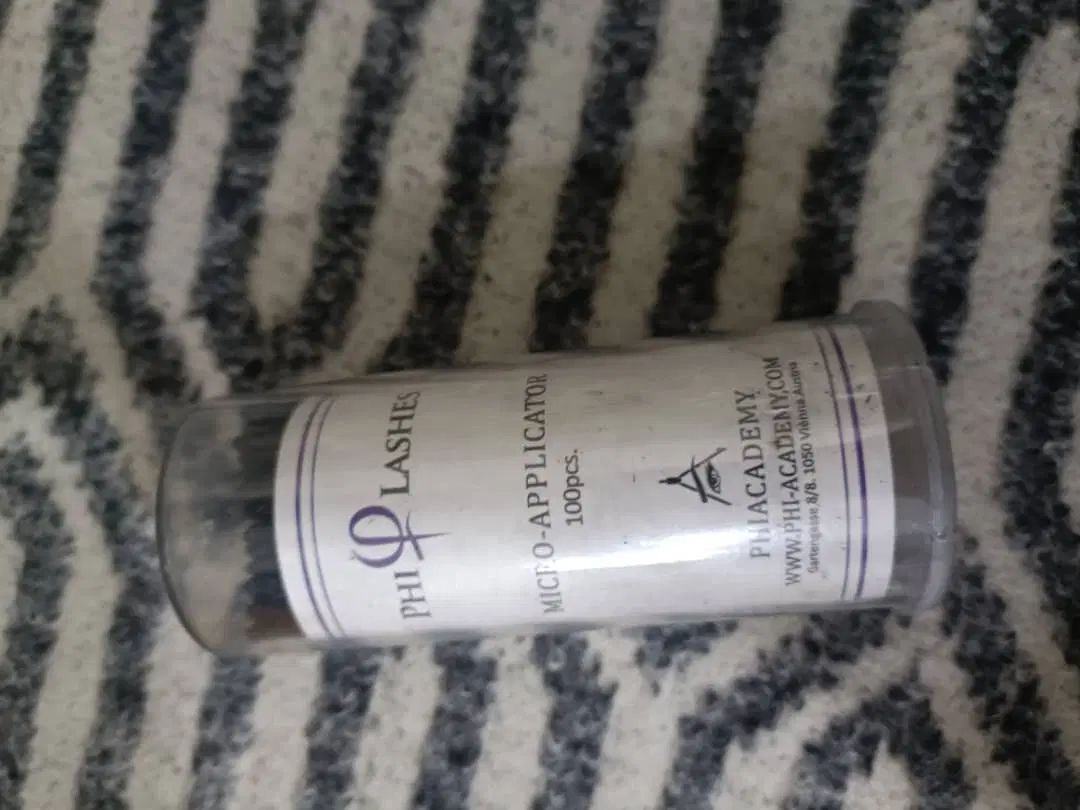 PHI φ LASHES
MICRO-APPLICATOR
100pcs.
PHIACADEMY
WWW.PHI-ACADEMY.COM
Gartengasse 8/8. 1050 Vienna Austria